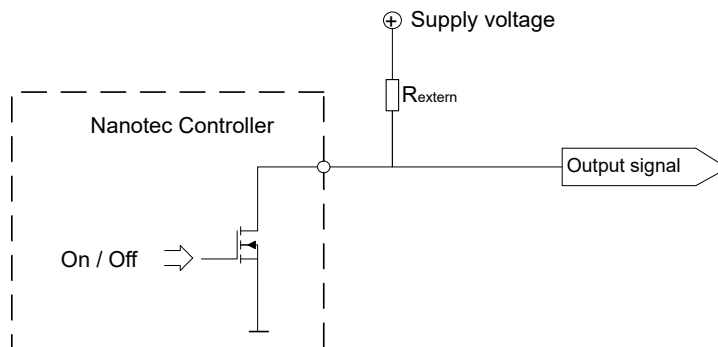 Supply voltage
Rextern
Nanotec Controller
Output signal
On / Off